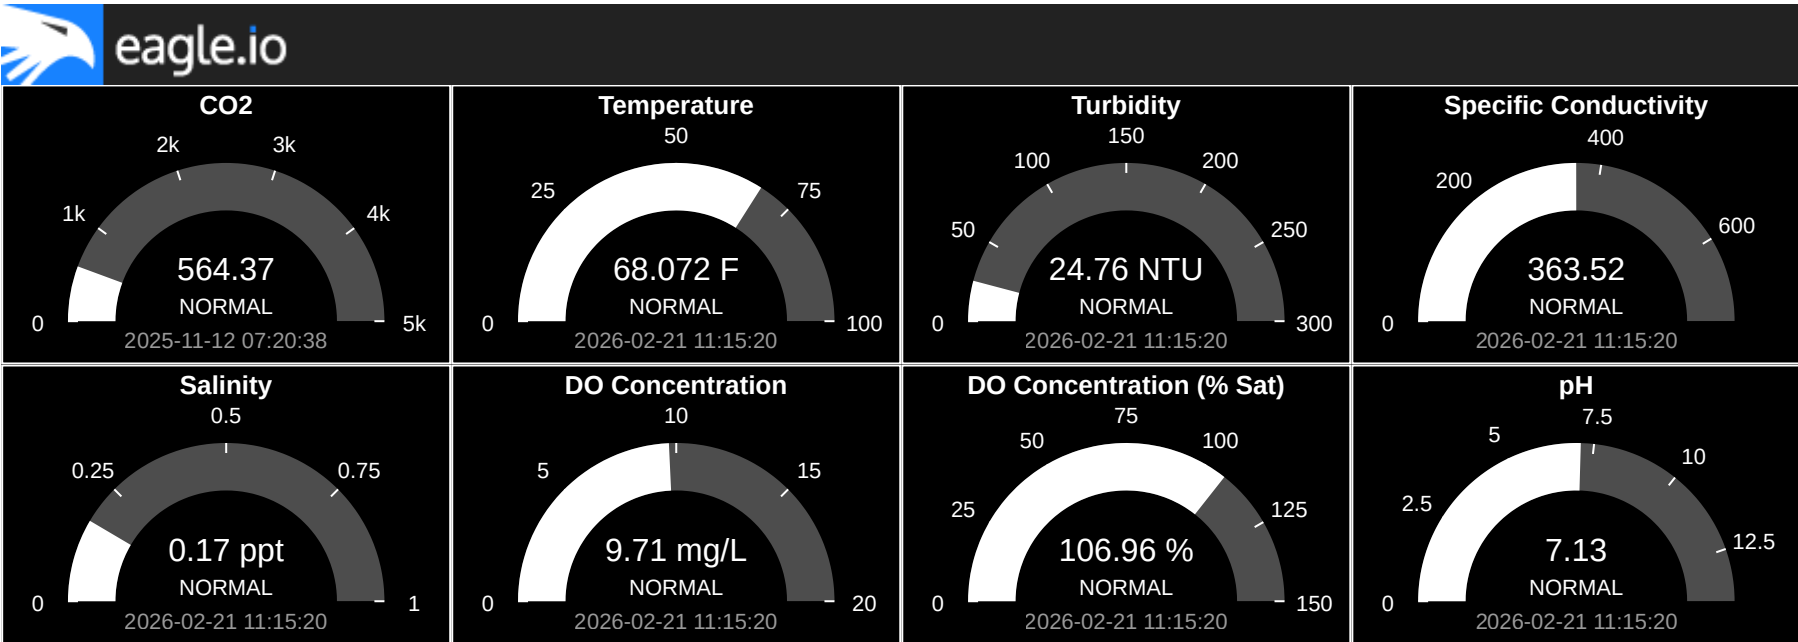 eagle.io
CO2
0
1k
2k
3k
4k
5k
564.37
NORMAL
2025-11-12 07:20:38
Temperature
0
25
50
75
100
68.072 F
NORMAL
2026-02-21 11:15:20
Turbidity
0
50
100
150
200
250
300
24.76 NTU
NORMAL
2026-02-21 11:15:20
Specific Conductivity
0
200
400
600
363.52
NORMAL
2026-02-21 11:15:20
Salinity
0
0.25
0.5
0.75
1
0.17 ppt
NORMAL
2026-02-21 11:15:20
DO Concentration
0
5
10
15
20
9.71 mg/L
NORMAL
2026-02-21 11:15:20
DO Concentration (% Sat)
0
25
50
75
100
125
150
106.96 %
NORMAL
2026-02-21 11:15:20
pH
0
2.5
5
7.5
10
12.5
7.13
NORMAL
2026-02-21 11:15:20